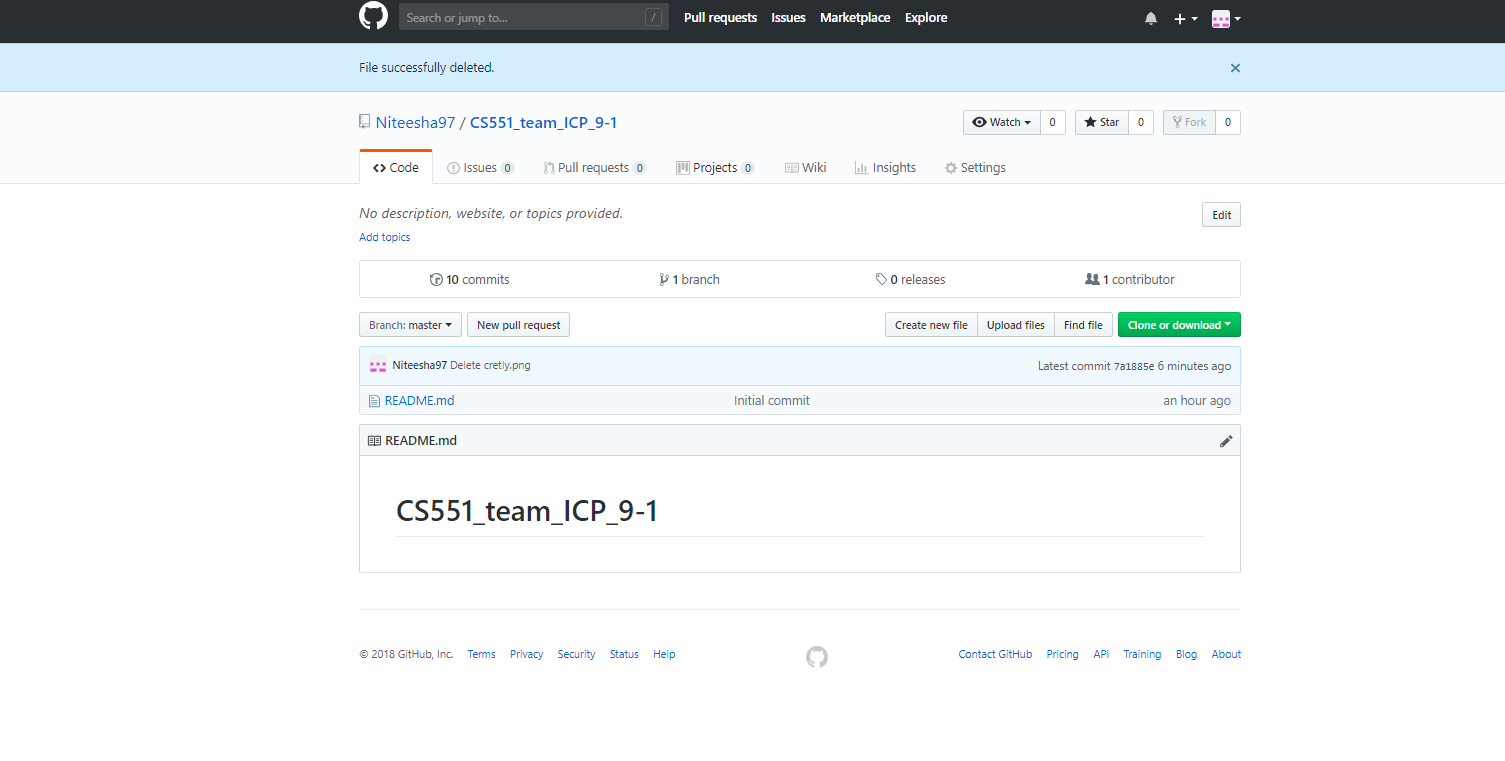 Search or jump to... / Pull requests Issues Marketplace Explore
File successfully deleted.
Niteesha97 / CS551_team_ICP_9-1 Watch 0 Star 0 Fork 0
Code Issues 0 Pull requests 0 Projects 0 Wiki Insights Settings
No description, website, or topics provided. Edit
Add topics
10 commits 1 branch 0 releases 1 contributor
Branch: master New pull request Create new file Upload files Find file Clone or download
Niteesha97 Delete cretly.png Latest commit 7a1885e 6 minutes ago
README.md Initial commit an hour ago
README.md
CS551_team_ICP_9-1
© 2018 GitHub, Inc. Terms Privacy Security Status Help Contact GitHub Pricing API Training Blog About